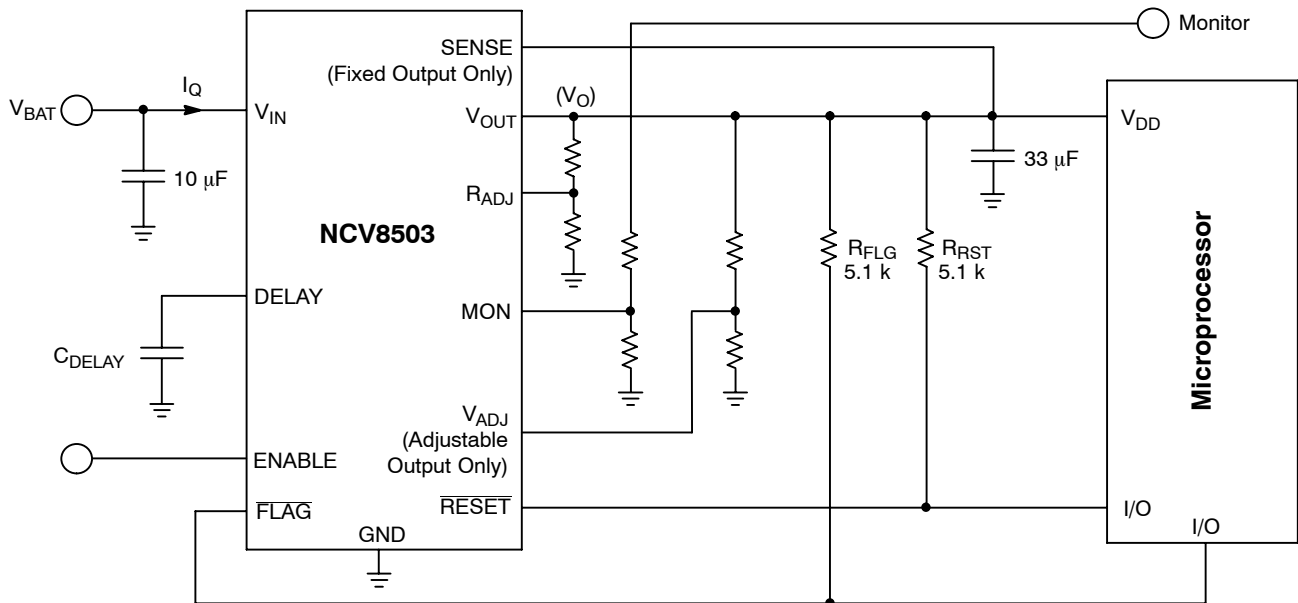 Monitor
SENSE
(Fixed Output Only)
V_BAT
I_Q
V_IN
(V_O)
V_OUT
V_DD
10 μF
33 μF
R_ADJ
NCV8503
R_FLG
5.1 k
R_RST
5.1 k
Microprocessor
DELAY
MON
C_DELAY
V_ADJ
(Adjustable
Output Only)
ENABLE
FLAG
RESET
I/O
I/O
GND